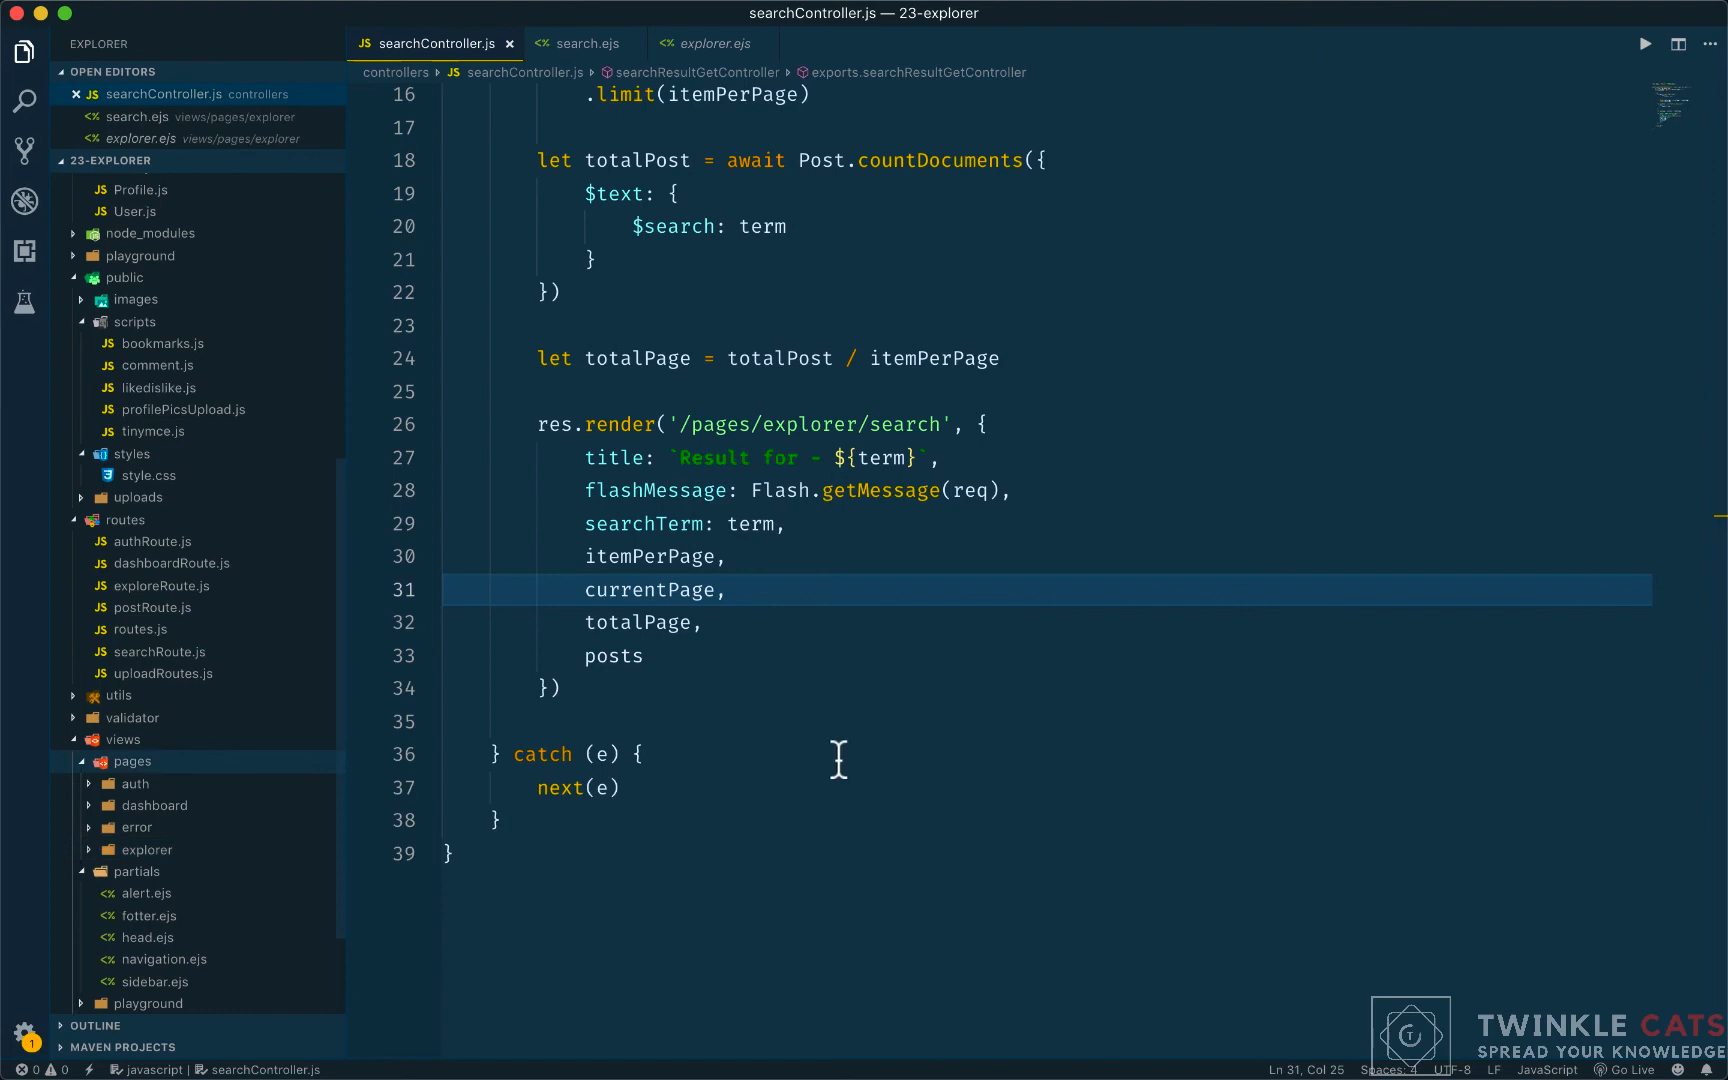 searchController.js — 23-explorer
EXPLORER
OPEN EDITORS
searchController.js controllers
search.ejs views/pages/explorer
explorer.ejs views/pages/explorer
23-EXPLORER
Profile.js
User.js
node_modules
playground
public
images
scripts
bookmarks.js
comment.js
likedislike.js
profilePicsUpload.js
tinymce.js
styles
style.css
uploads
routes
authRoute.js
dashboardRoute.js
exploreRoute.js
postRoute.js
routes.js
searchRoute.js
uploadRoutes.js
utils
validator
views
pages
auth
dashboard
error
explorer
partials
alert.ejs
fotter.ejs
head.ejs
navigation.ejs
sidebar.ejs
playground
OUTLINE
MAVEN PROJECTS
JS searchController.js × search.ejs explorer.ejs
controllers JS searchController.js searchResultGetController exports.searchResultGetController
16 .limit(itemPerPage)
17
18 let totalPost = await Post.countDocuments({
19 $text: {
20 $search: term
21 }
22 })
23
24 let totalPage = totalPost / itemPerPage
25
26 res.render('/pages/explorer/search', {
27 title: `Result for - ${term}`,
28 flashMessage: Flash.getMessage(req),
29 searchTerm: term,
30 itemPerPage,
31 currentPage,
32 totalPage,
33 posts
34 })
35
36 } catch (e) {
37 next(e)
38 }
39 }
TWINKLE CATS
SPREAD YOUR KNOWLEDGE
1
0 0 javascript | searchController.js Ln 31, Col 25 Spaces: 4 UTF-8 LF JavaScript Go Live